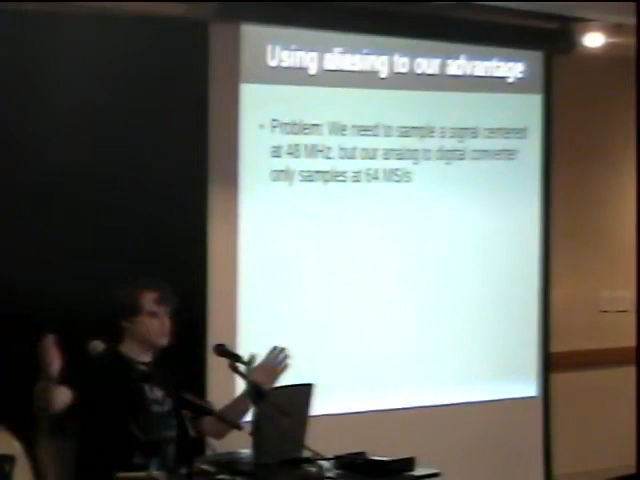 Using aliasing to our advantage
• Problem: We need to sample a signal centered
at 48 MHz, but our analog to digital converter
only samples at 64 MS/s